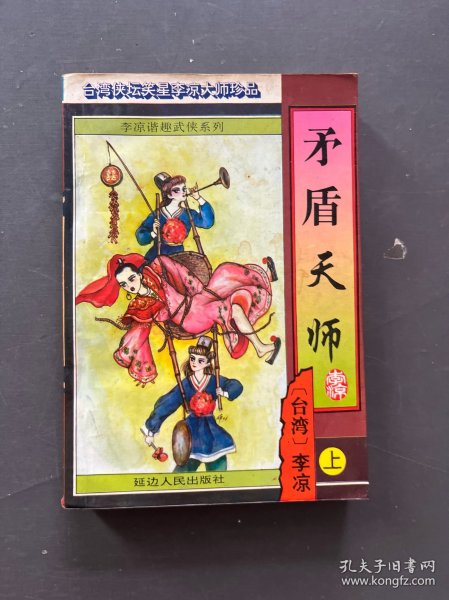 台湾侠坛笑星李凉大师珍品
李凉谐趣武侠系列
矛盾天师
李凉
〔台湾〕李凉
上
延边人民出版社
孔夫子旧书网
www.kongfz.com